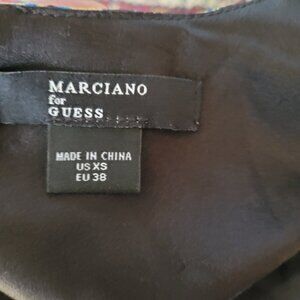 MARCIANO
for
GUESS
MADE IN CHINA
US XS
EU 38